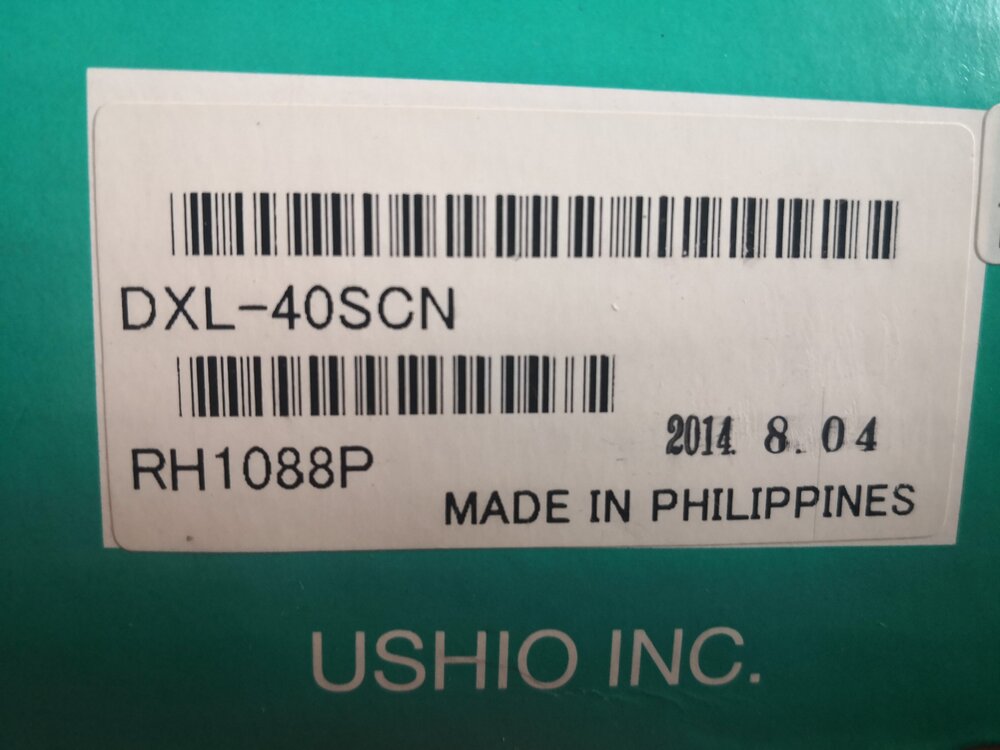 DXL-40SCN
RH1088P
2014. 8. 04
MADE IN PHILIPPINES
USHIO INC.